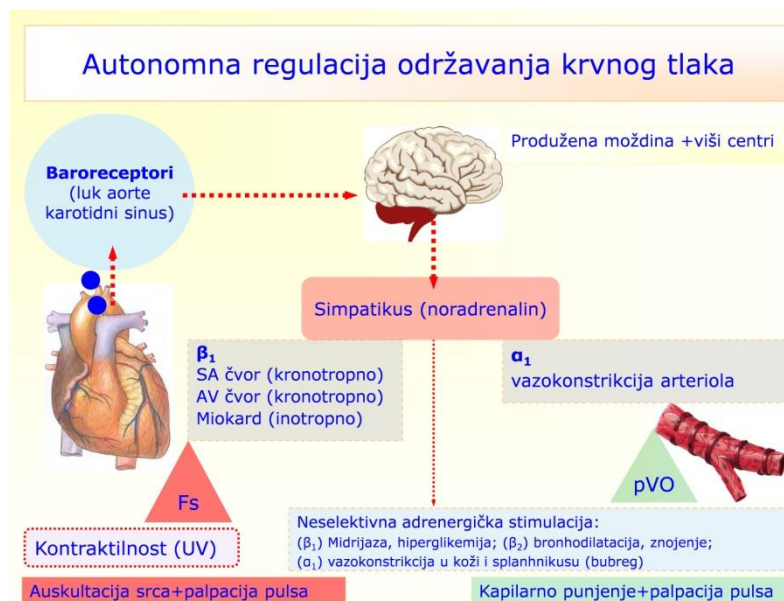 Autonomna regulacija održavanja krvnog tlaka
Baroreceptori
(luk aorte
karotidni sinus)
Produžena moždina +viši centri
Simpatikus (noradrenalin)
β₁
SA čvor (kronotropno)
AV čvor (kronotropno)
Miokard (inotropno)
α₁
vazokonstrikcija arteriola
Fs
pVO
Kontraktilnost (UV)
Neselektivna adrenergička stimulacija:
(β₁) Midrijaza, hiperglikemija; (β₂) bronhodilatacija, znojenje;
(α₁) vazokonstrikcija u koži i splanhnikusu (bubreg)
Auskultacija srca+palpacija pulsa
Kapilarno punjenje+palpacija pulsa